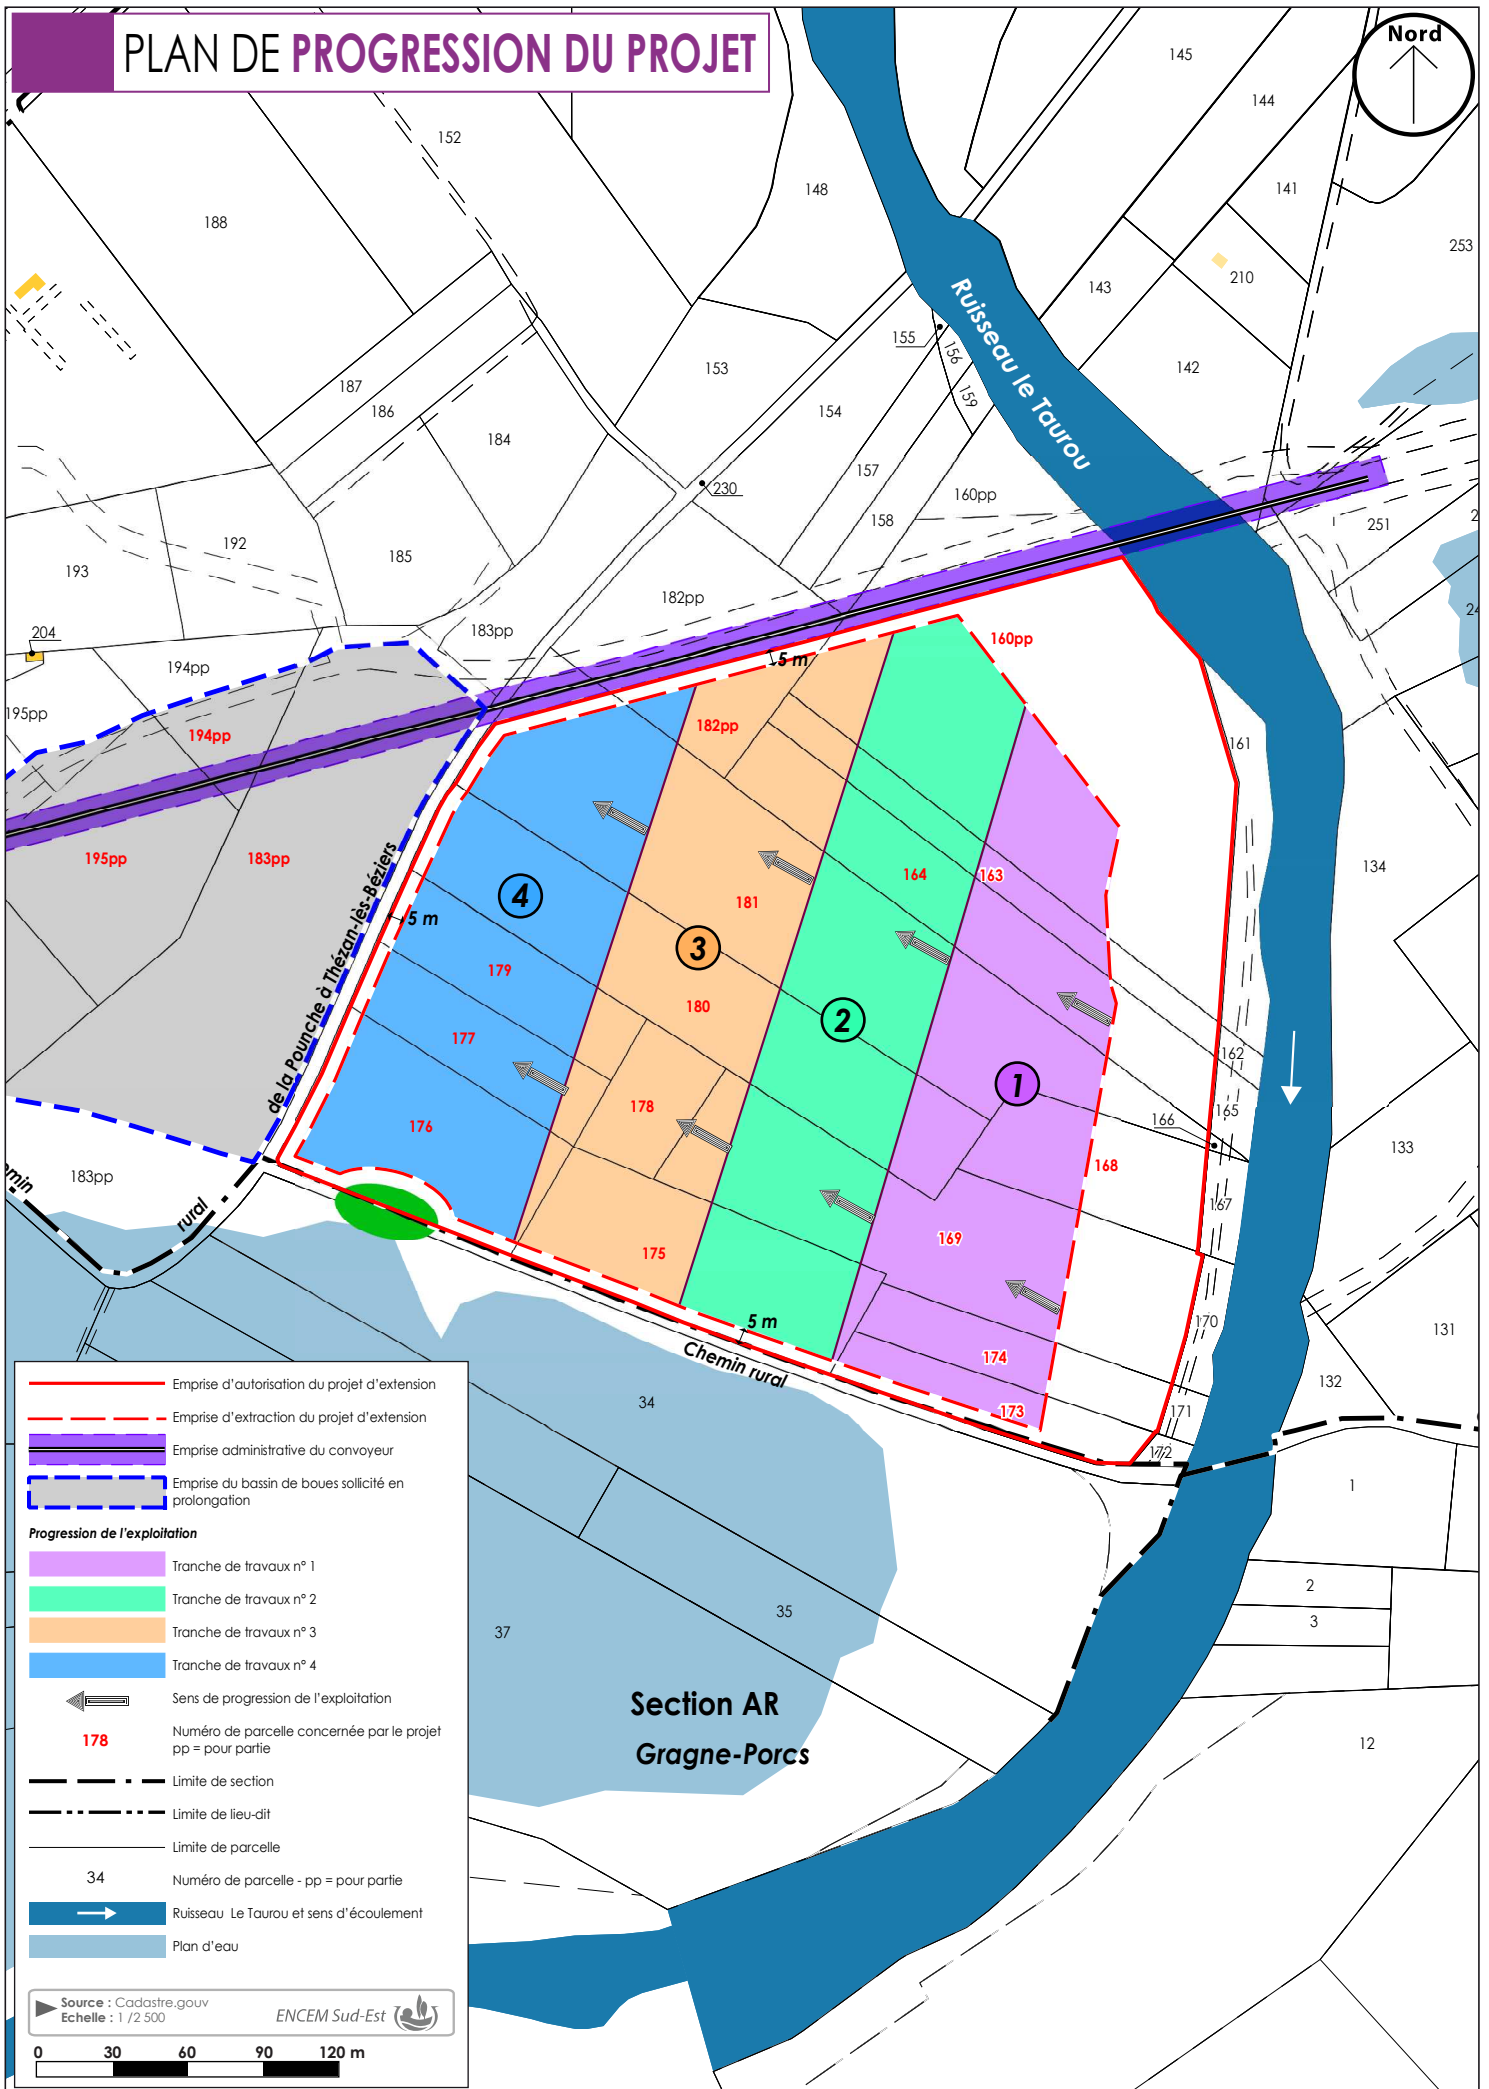 PLAN DE PROGRESSION DU PROJET
Nord
145
144
152
148
141
188
253
210
143
155
156
142
187
153
159
186
154
184
Ruisseau le Taurou
157
230
160pp
158
251
192
185
193
182pp
183pp
204
160pp
194pp
5 m
195pp
182pp
194pp
161
195pp
183pp
134
164
163
4
181
5 m
3
179
180
2
177
de la Pounche à Thézan-lès-Béziers
162
1
178
165
166
176
133
168
183pp
167
rural
169
175
170
5 m
131
Chemin rural
174
132
34
173
171
172
1
2
35
3
37
Section AR
Gragne-Porcs
12
Emprise d'autorisation du projet d'extension
Emprise d'extraction du projet d'extension
Emprise administrative du convoyeur
Emprise du bassin de boues sollicité en
prolongation
Progression de l'exploitation
Tranche de travaux n° 1
Tranche de travaux n° 2
Tranche de travaux n° 3
Tranche de travaux n° 4
Sens de progression de l'exploitation
178
Numéro de parcelle concernée par le projet
pp = pour partie
Limite de section
Limite de lieu-dit
Limite de parcelle
34
Numéro de parcelle - pp = pour partie
Ruisseau Le Taurou et sens d'écoulement
Plan d'eau
Source : Cadastre.gouv
Echelle : 1 /2 500
ENCEM Sud-Est
0 30 60 90 120 m